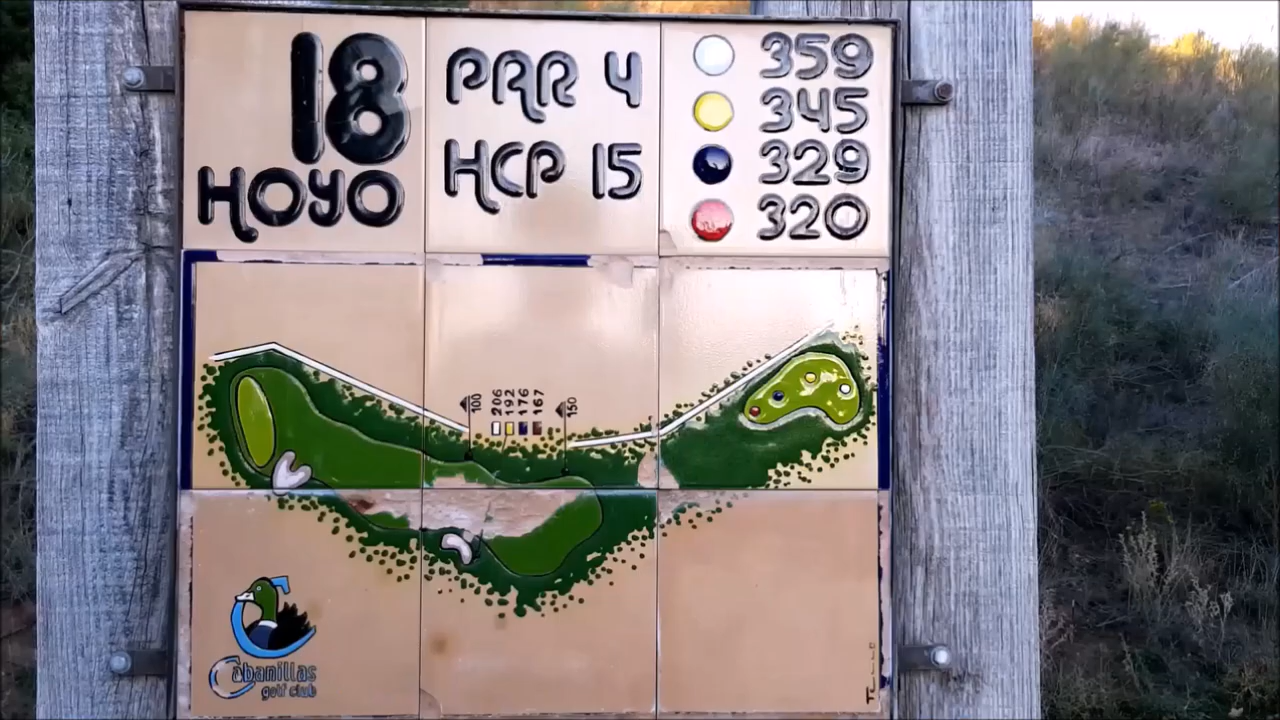 18
HOYO
PAR 4
HCP 15
359
345
329
320
100
206
192
176
167
150
Cabanillas
golf club